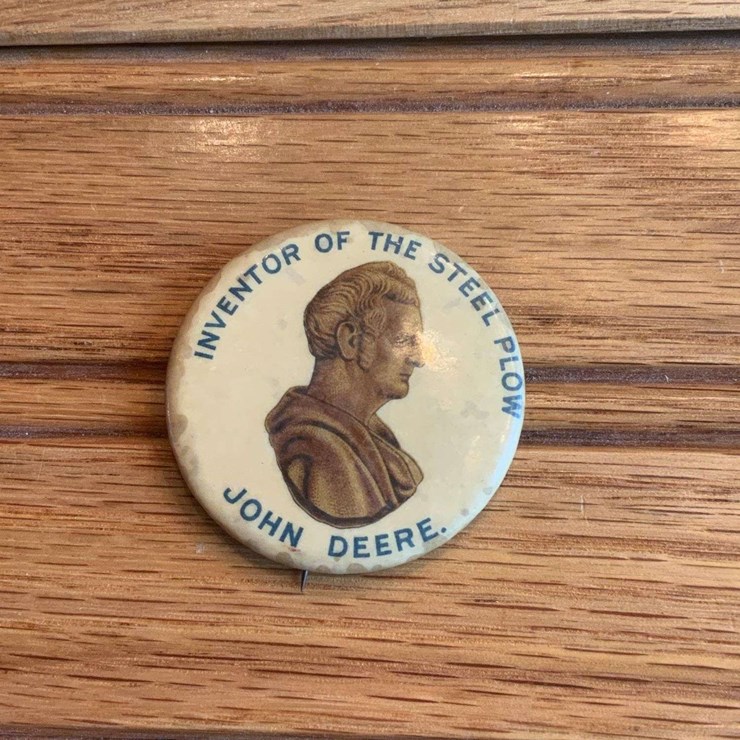 INVENTOR OF THE STEEL PLOW
JOHN DEERE.